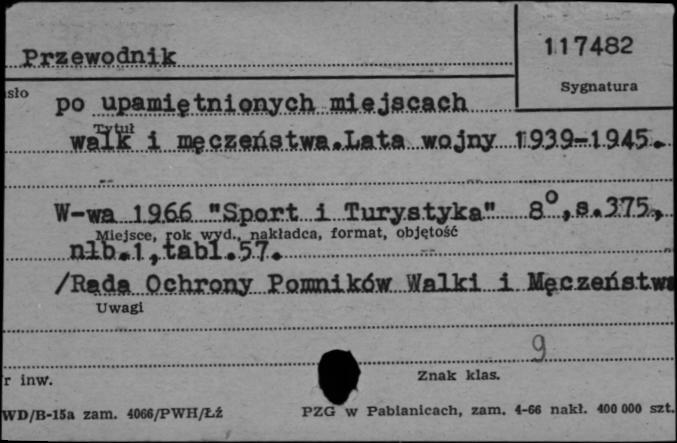 117482
Przewodnik
Sygnatura
sło
po upamiętnionych miejscach
Tytuł
walk i męczeństwa.Lata wojny 1939-1945.
W-wa 1966 "Sport i Turystyka" 8°,s.375,
Miejsce, rok wyd., nakładca, format, objętość
nlb.1,tabl.57.
/Rada Ochrony Pomników Walki i Męczeństwa
Uwagi
9
r inw.
Znak klas.
WD/B-15a zam. 4066/PWH/Łź
PZG w Pabianicach, zam. 4-66 nakł. 400 000 szt.